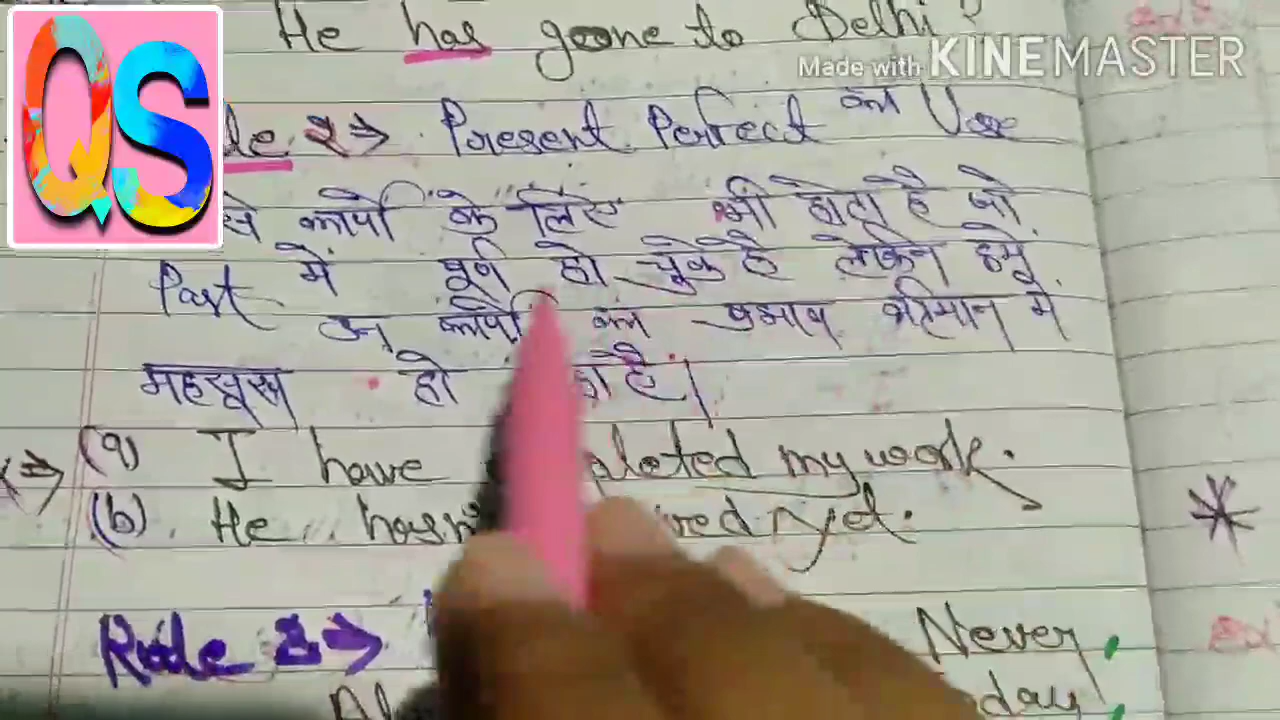 He has gone to Delhi?
Made with KINEMASTER
QS
Present Perfect का Use
कार्यो के लिए भी होता है जो
Past में पूर्ण हो चूके है लेकिन हमे
उन कार्यो का प्रभाव वर्तमान में
महसूस हो है।
(a) I have my work.
(b) He yet.
Rule Never,